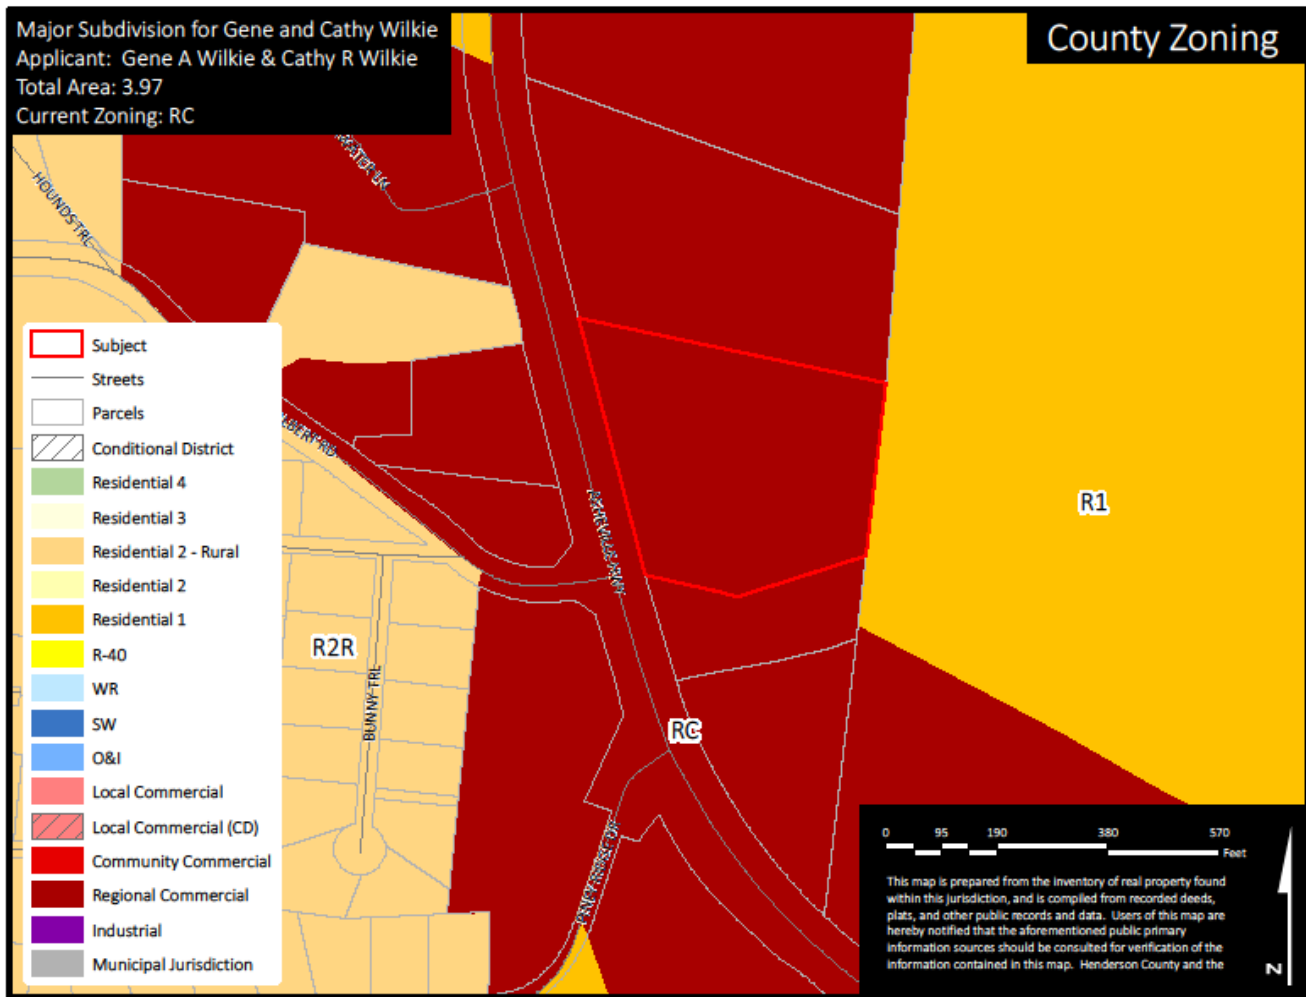 Major Subdivision for Gene and Cathy Wilkie
Applicant: Gene A Wilkie & Cathy R Wilkie
Total Area: 3.97
Current Zoning: RC
County Zoning
HOUNDS TRL
Subject
Streets
Parcels
Conditional District
Residential 4
Residential 3
Residential 2 - Rural
Residential 2
Residential 1
R-40
WR
SW
O&I
Local Commercial
Local Commercial (CD)
Community Commercial
Regional Commercial
Industrial
Municipal Jurisdiction
RD
ASHEVILLE HWY
R1
R2R
BUNNY TRL
RC
0 95 190 380 570
Feet
This map is prepared from the inventory of real property found
within this jurisdiction, and is compiled from recorded deeds,
plats, and other public records and data. Users of this map are
hereby notified that the aforementioned public primary
information sources should be consulted for verification of the
information contained in this map. Henderson County and the
N